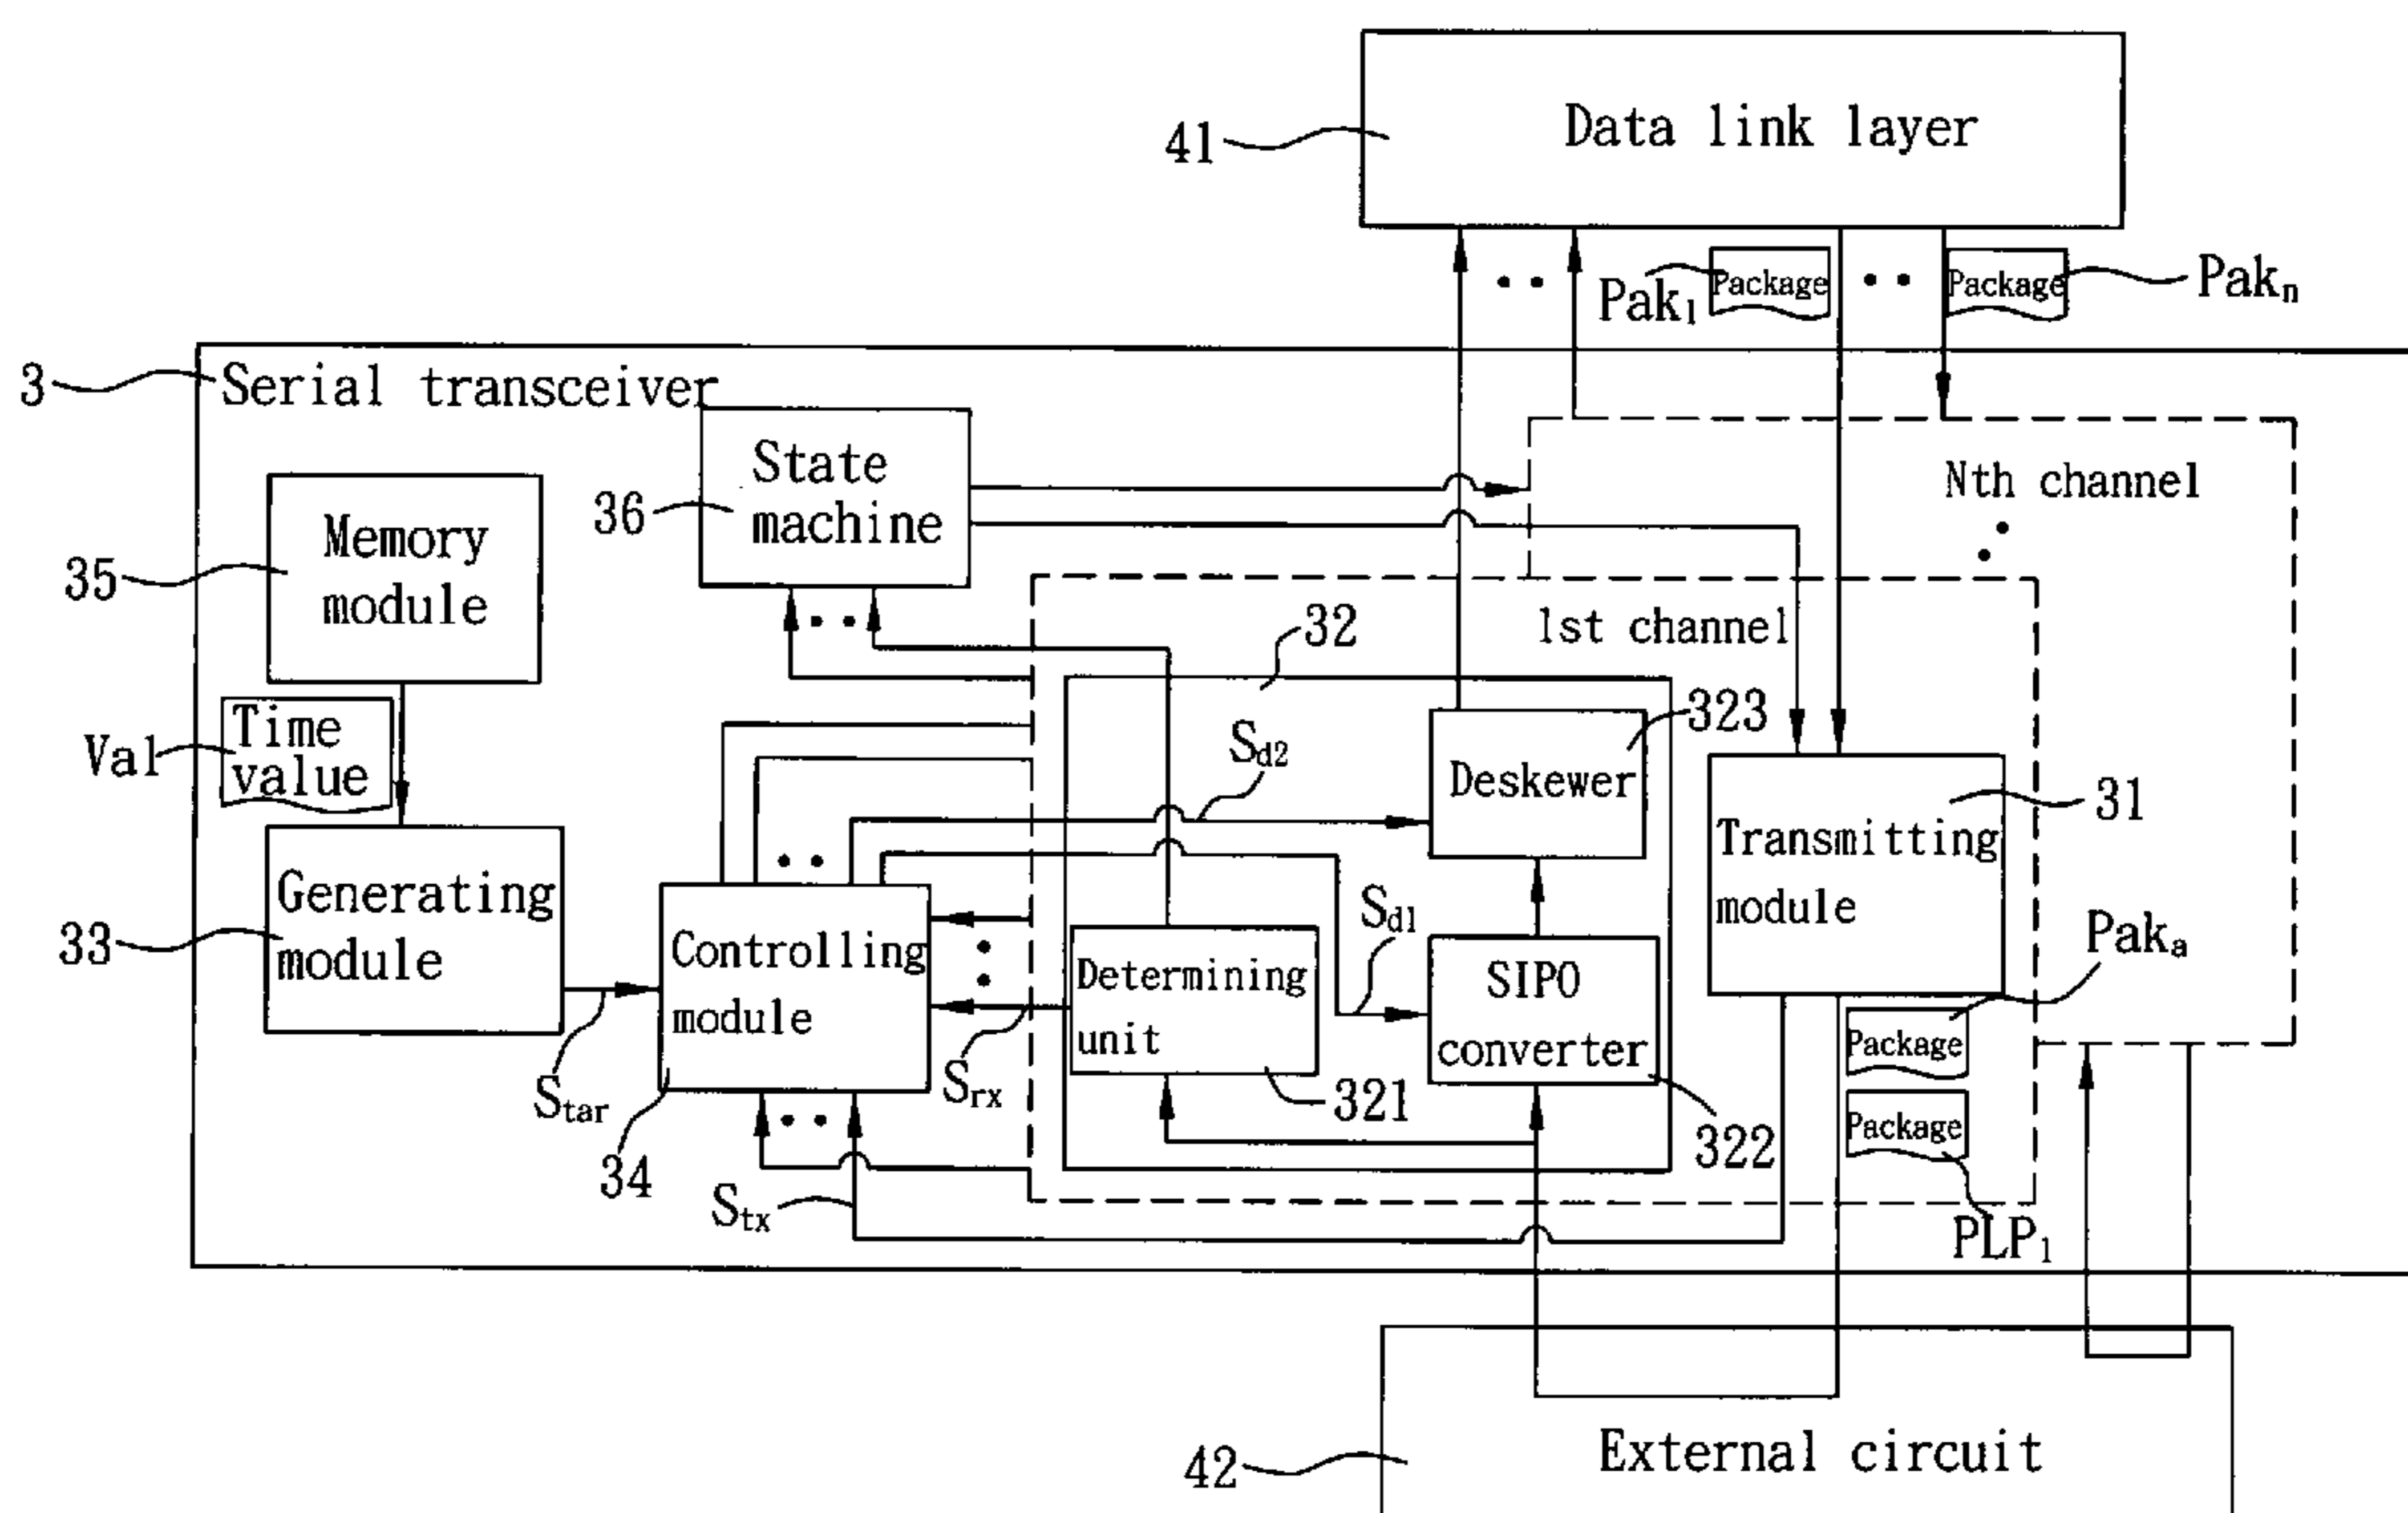 41
Data link layer
Pak1
Package
Package
Pakn
3
Serial transceiver
State
machine
36
Nth channel
Memory
module
35
1st channel
32
323
Time
value
Val
Sd2
Deskewer
31
Transmitting
module
Generating
module
33
Controlling
module
Sd1
Determining
unit
SIPO
converter
Paka
Package
Star
Srx
321
Package
34
322
Stx
PLP1
42
External circuit